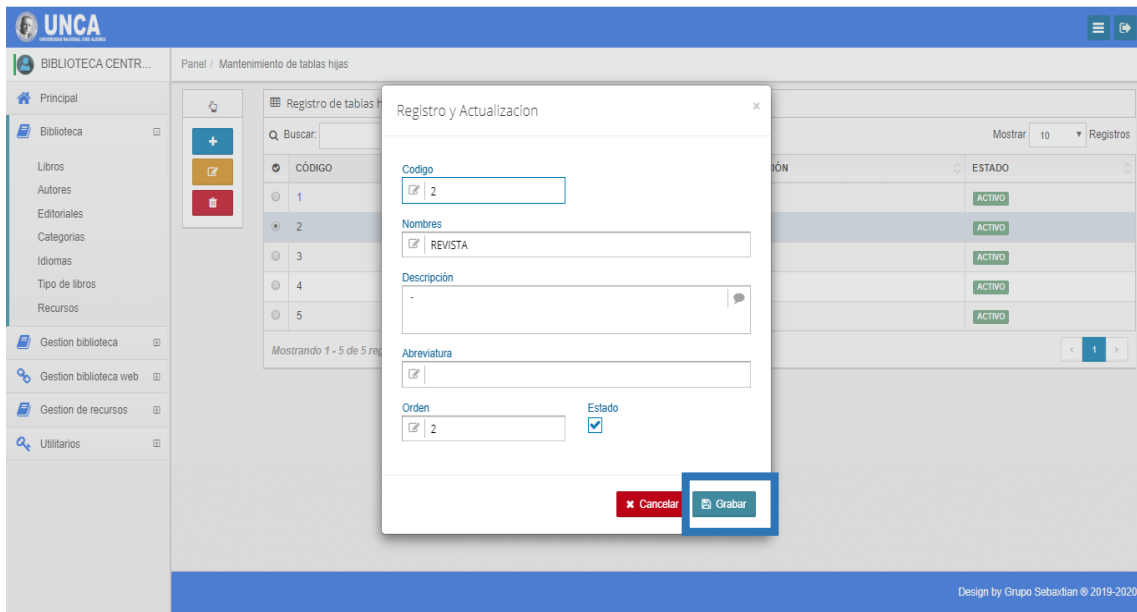 UNCA
BIBLIOTECA CENTR...
Panel / Mantenimiento de tablas hijas
Principal
Biblioteca
Libros
Autores
Editoriales
Categorias
Idiomas
Tipo de libros
Recursos
Gestion biblioteca
Gestion biblioteca web
Gestion de recursos
Utilitarios
Registro de tablas h
Buscar:
Mostrar 10 Registros
CÓDIGO
IÓN
ESTADO
1 ACTIVO
2 ACTIVO
3 ACTIVO
4 ACTIVO
5 ACTIVO
Mostrando 1 - 5 de 5 reg
1
Registro y Actualizacion
Codigo
2
Nombres
REVISTA
Descripción
-
Abreviatura
Orden Estado
2
Cancelar Grabar
Design by Grupo Sebaxtian ® 2019-2020